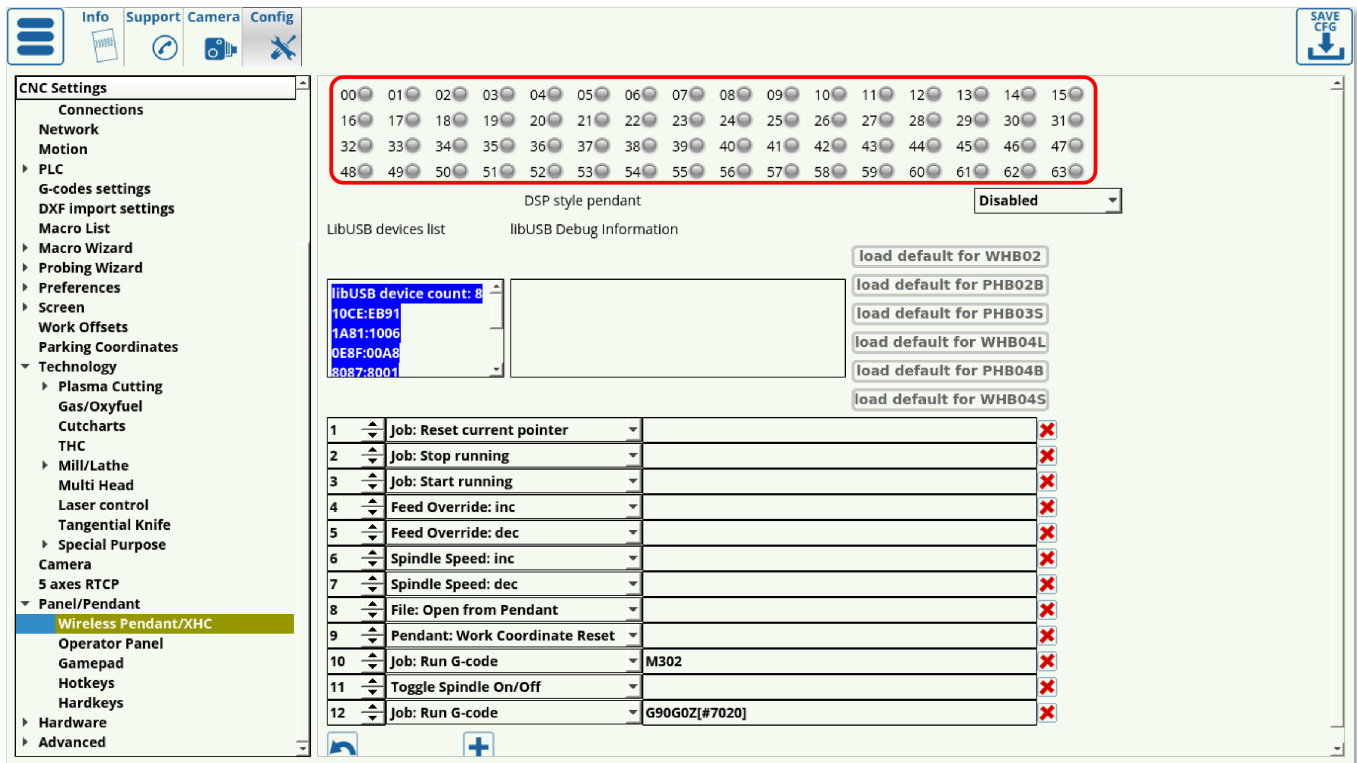 Info Support Camera Config
SAVE
CFG
CNC Settings
Connections
Network
Motion
PLC
G-codes settings
DXF import settings
Macro List
Macro Wizard
Probing Wizard
Preferences
Screen
Work Offsets
Parking Coordinates
Technology
Plasma Cutting
Gas/Oxyfuel
Cutcharts
THC
Mill/Lathe
Multi Head
Laser control
Tangential Knife
Special Purpose
Camera
5 axes RTCP
Panel/Pendant
Wireless Pendant/XHC
Operator Panel
Gamepad
Hotkeys
Hardkeys
Hardware
Advanced
00 01 02 03 04 05 06 07 08 09 10 11 12 13 14 15
16 17 18 19 20 21 22 23 24 25 26 27 28 29 30 31
32 33 34 35 36 37 38 39 40 41 42 43 44 45 46 47
48 49 50 51 52 53 54 55 56 57 58 59 60 61 62 63
DSP style pendant Disabled
LibUSB devices list libUSB Debug Information
libUSB device count: 8
10CE:EB91
1A81:1006
0E8F:00A8
8087:8001
load default for WHB02
load default for PHB02B
load default for PHB03S
load default for WHB04L
load default for PHB04B
load default for WHB04S
1 Job: Reset current pointer
2 Job: Stop running
3 Job: Start running
4 Feed Override: inc
5 Feed Override: dec
6 Spindle Speed: inc
7 Spindle Speed: dec
8 File: Open from Pendant
9 Pendant: Work Coordinate Reset
10 Job: Run G-code M302
11 Toggle Spindle On/Off
12 Job: Run G-code G90G0Z[#7020]